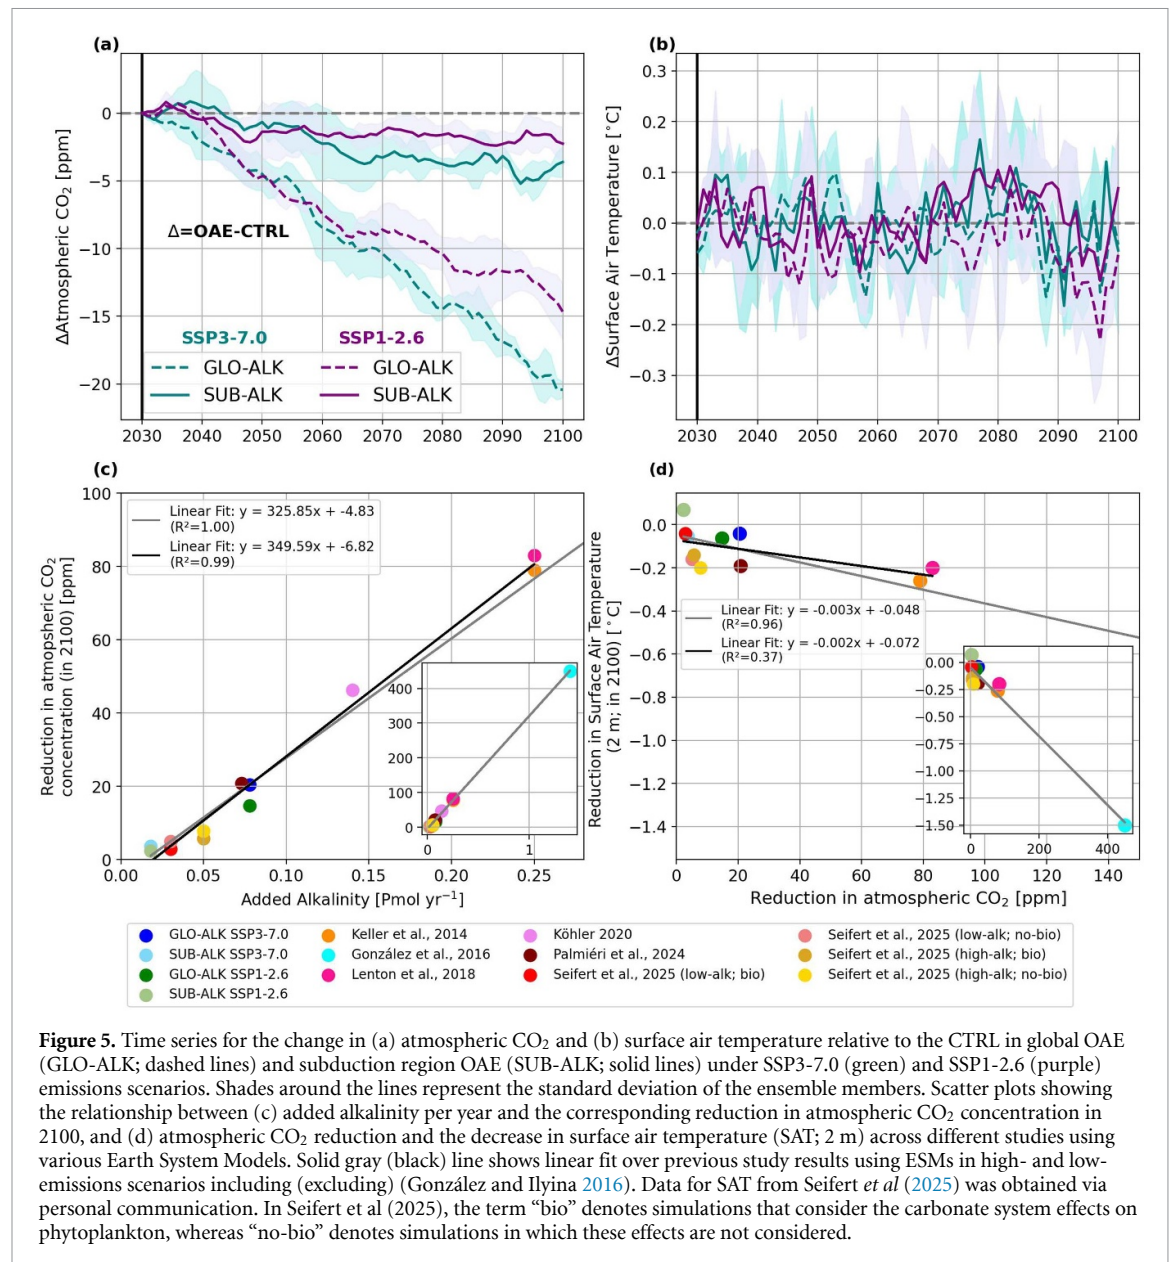 (a)
ΔAtmospheric CO₂ [ppm]
0
−5
−10
−15
−20
Δ=OAE-CTRL
SSP3-7.0
SSP1-2.6
GLO-ALK
GLO-ALK
SUB-ALK
SUB-ALK
2030 2040 2050 2060 2070 2080 2090 2100
(b)
ΔSurface Air Temperature [°C]
0.3
0.2
0.1
0.0
−0.1
−0.2
−0.3
2030 2040 2050 2060 2070 2080 2090 2100
(c)
Reduction in atmopsheric CO₂
concentration (in 2100) [ppm]
100
80
60
40
20
0
Linear Fit: y = 325.85x + -4.83
(R²=1.00)
Linear Fit: y = 349.59x + -6.82
(R²=0.99)
400
300
200
100
0
0 1
0.00 0.05 0.10 0.15 0.20 0.25
Added Alkalinity [Pmol yr⁻¹]
(d)
Reduction in Surface Air Temperature
(2 m; in 2100) [°C]
0.0
−0.2
−0.4
−0.6
−0.8
−1.0
−1.2
−1.4
Linear Fit: y = -0.003x + -0.048
(R²=0.96)
Linear Fit: y = -0.002x + -0.072
(R²=0.37)
0.00
−0.25
−0.50
−0.75
−1.00
−1.25
−1.50
0 200 400
0 20 40 60 80 100 120 140
Reduction in atmospheric CO₂ [ppm]
GLO-ALK SSP3-7.0
SUB-ALK SSP3-7.0
GLO-ALK SSP1-2.6
SUB-ALK SSP1-2.6
Keller et al., 2014
González et al., 2016
Lenton et al., 2018
Köhler 2020
Palmiéri et al., 2024
Seifert et al., 2025 (low-alk; bio)
Seifert et al., 2025 (low-alk; no-bio)
Seifert et al., 2025 (high-alk; bio)
Seifert et al., 2025 (high-alk; no-bio)
Figure 5. Time series for the change in (a) atmospheric CO₂ and (b) surface air temperature relative to the CTRL in global OAE
(GLO-ALK; dashed lines) and subduction region OAE (SUB-ALK; solid lines) under SSP3-7.0 (green) and SSP1-2.6 (purple)
emissions scenarios. Shades around the lines represent the standard deviation of the ensemble members. Scatter plots showing
the relationship between (c) added alkalinity per year and the corresponding reduction in atmospheric CO₂ concentration in
2100, and (d) atmospheric CO₂ reduction and the decrease in surface air temperature (SAT; 2 m) across different studies using
various Earth System Models. Solid gray (black) line shows linear fit over previous study results using ESMs in high- and low-
emissions scenarios including (excluding) (González and Ilyina 2016). Data for SAT from Seifert et al (2025) was obtained via
personal communication. In Seifert et al (2025), the term “bio” denotes simulations that consider the carbonate system effects on
phytoplankton, whereas “no-bio” denotes simulations in which these effects are not considered.